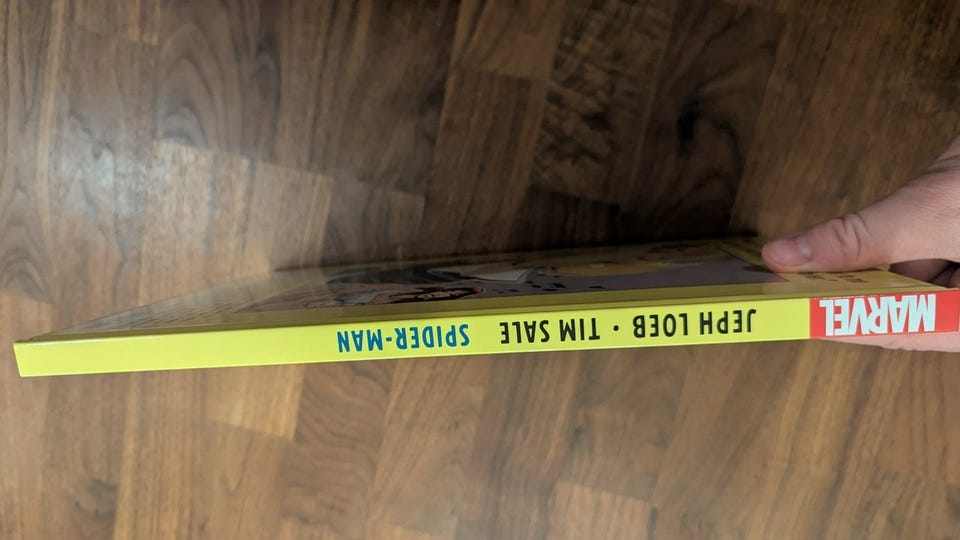 MARVEL
JEPH LOEB · TIM SALE
SPIDER-MAN